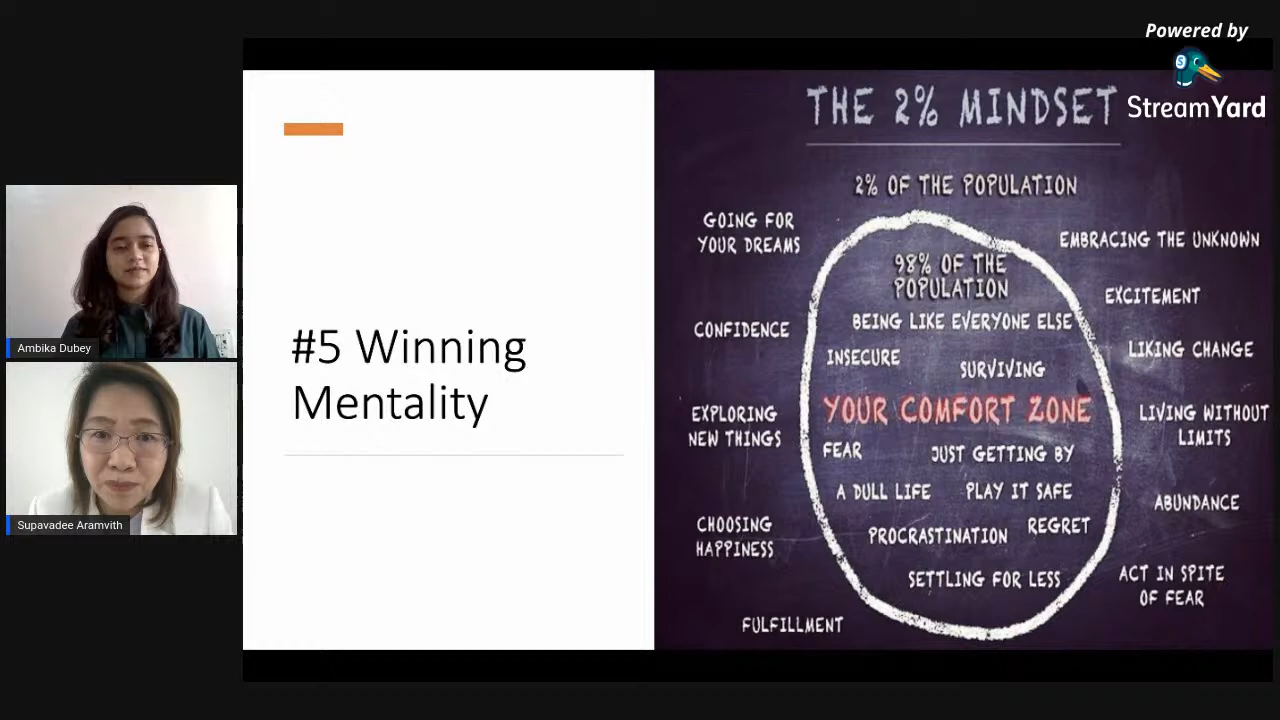 Powered by
StreamYard
Ambika Dubey
Supavadee Aramvith
#5 Winning
Mentality
THE 2% MINDSET
2% OF THE POPULATION
GOING FOR
YOUR DREAMS
EMBRACING THE UNKNOWN
98% OF THE
POPULATION
EXCITEMENT
BEING LIKE EVERYONE ELSE
CONFIDENCE
INSECURE
SURVIVING
LIKING CHANGE
YOUR COMFORT ZONE
EXPLORING
NEW THINGS
LIVING WITHOUT
LIMITS
FEAR
JUST GETTING BY
A DULL LIFE
PLAY IT SAFE
ABUNDANCE
CHOOSING
HAPPINESS
PROCRASTINATION
REGRET
SETTLING FOR LESS
ACT IN SPITE
OF FEAR
FULFILLMENT